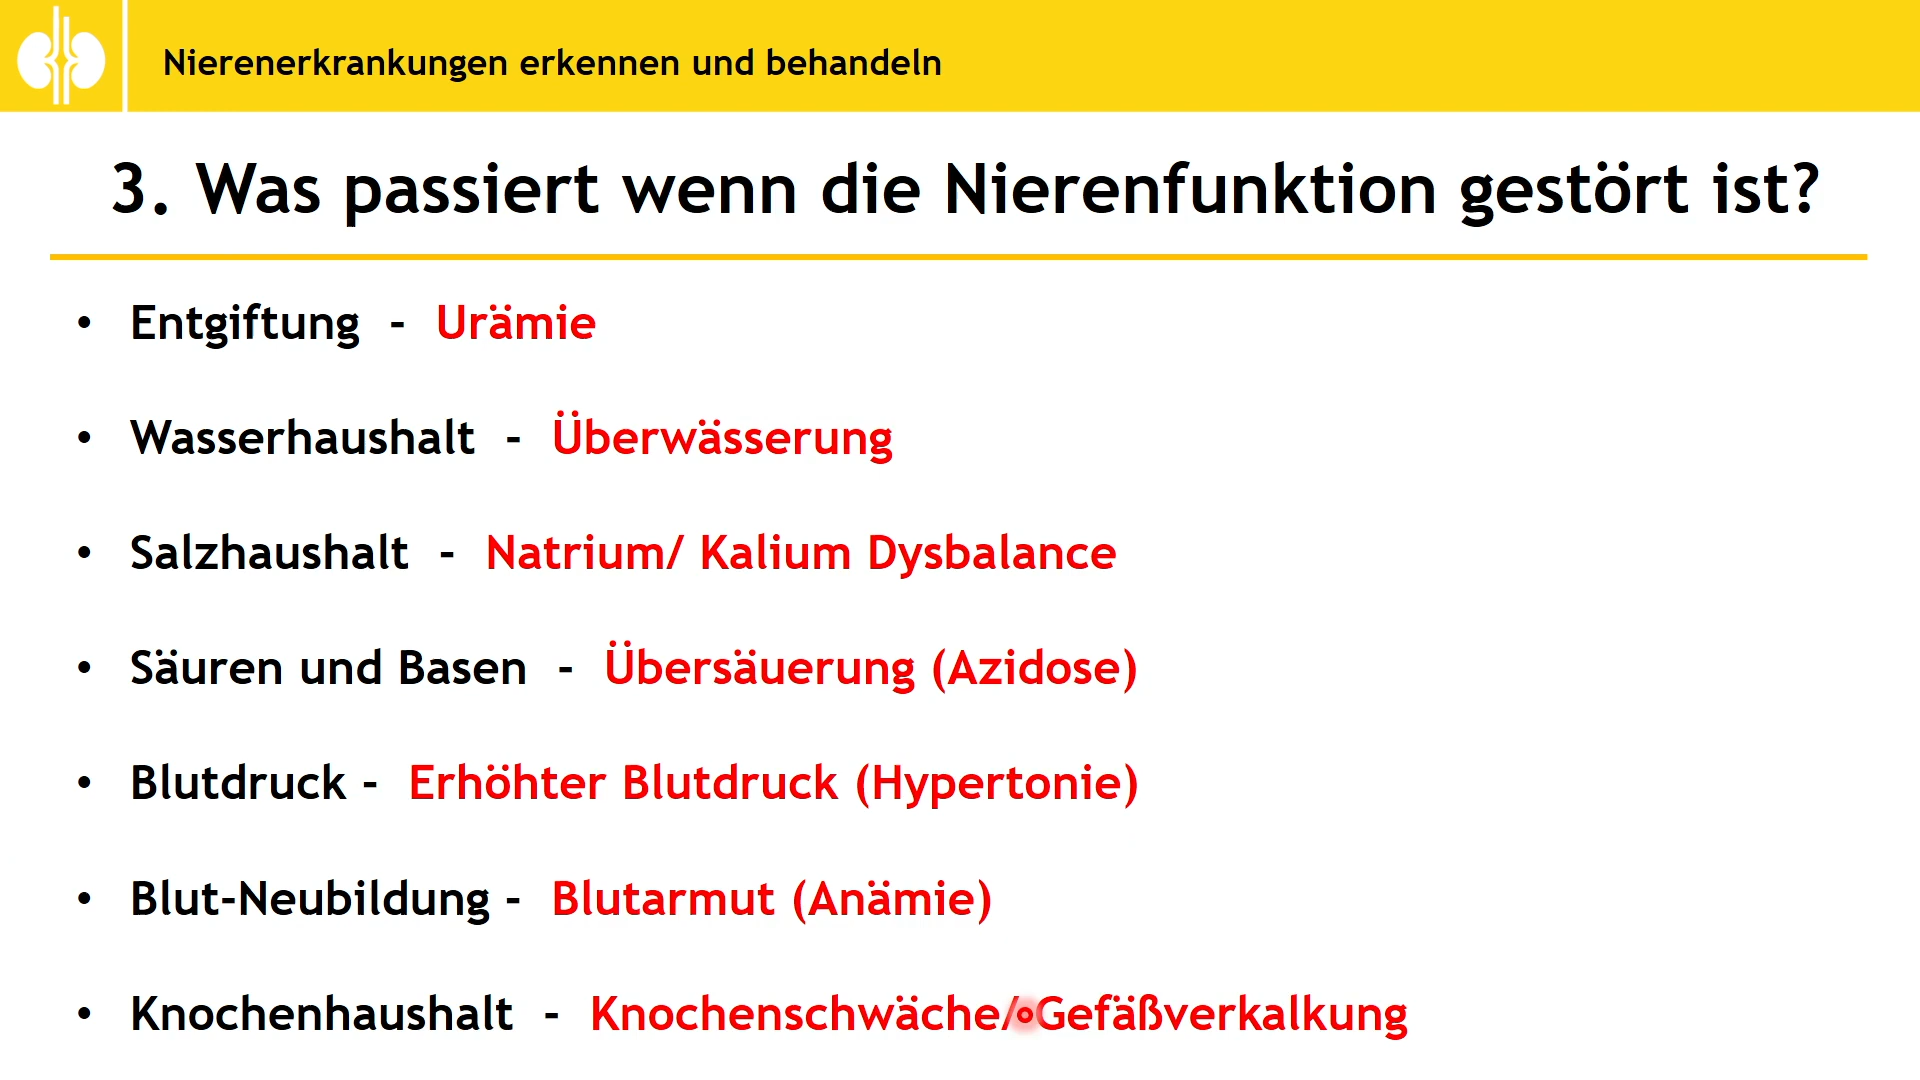 Nierenerkrankungen erkennen und behandeln
3. Was passiert wenn die Nierenfunktion gestört ist?
• Entgiftung - Urämie
• Wasserhaushalt - Überwässerung
• Salzhaushalt - Natrium/ Kalium Dysbalance
• Säuren und Basen - Übersäuerung (Azidose)
• Blutdruck - Erhöhter Blutdruck (Hypertonie)
• Blut-Neubildung - Blutarmut (Anämie)
• Knochenhaushalt - Knochenschwäche/ Gefäßverkalkung